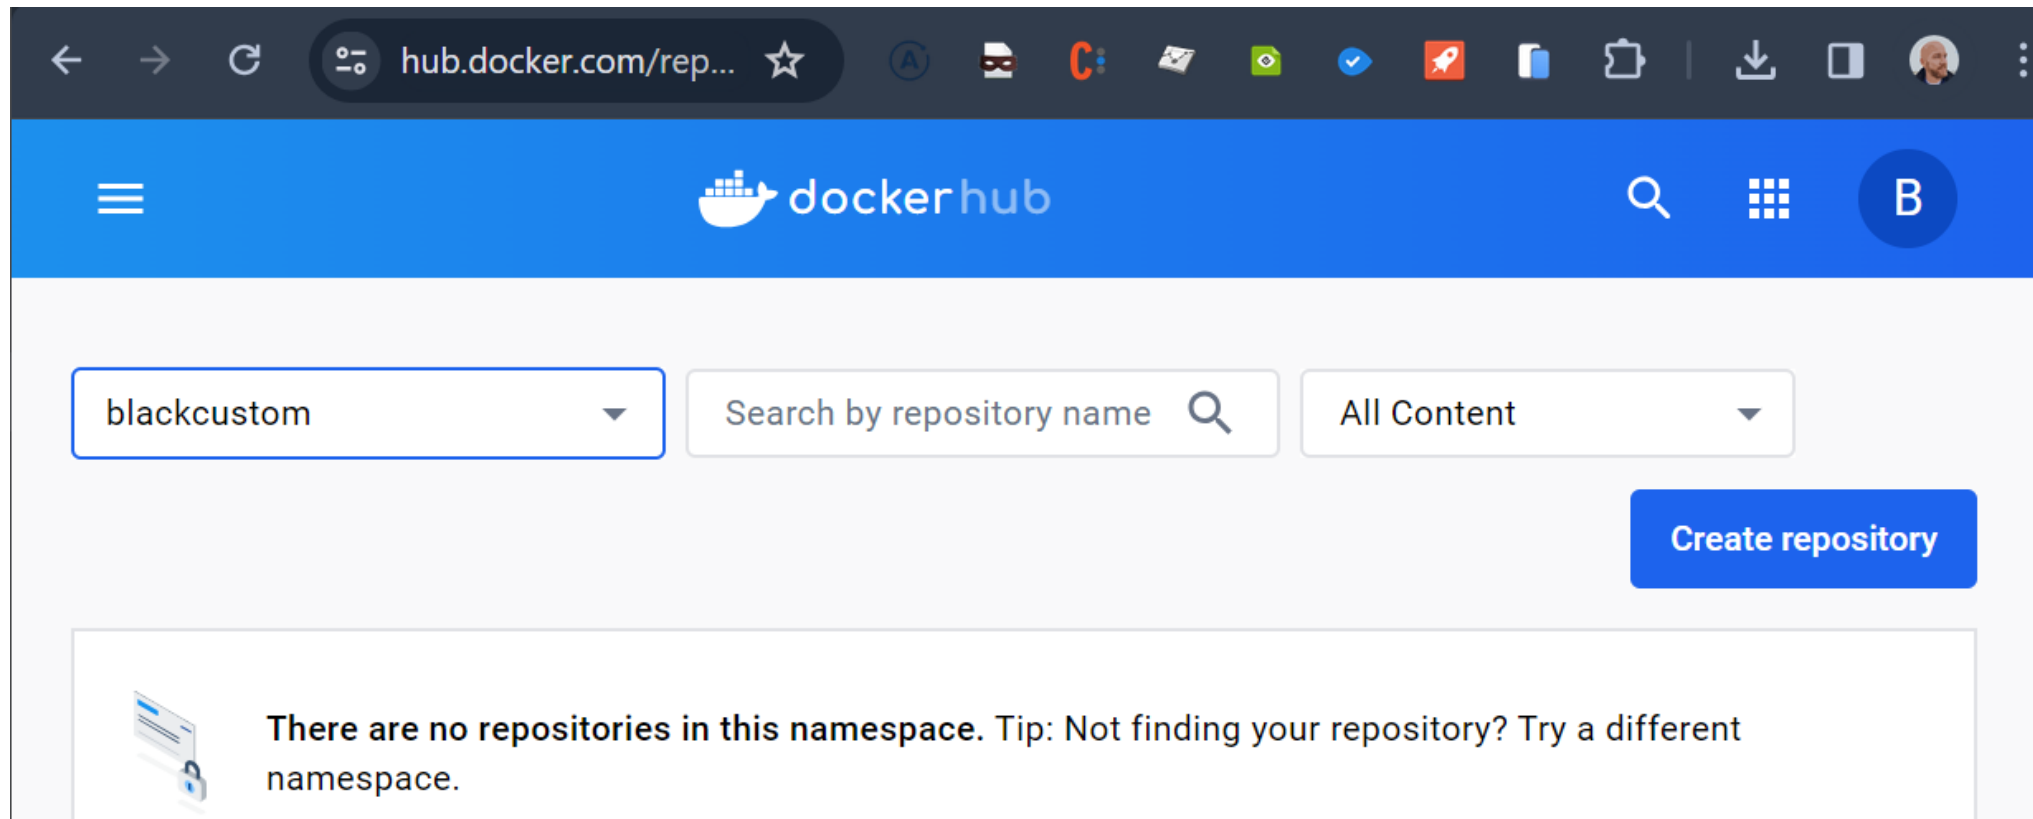 hub.docker.com/rep...
docker hub
B
blackcustom
Search by repository name
All Content
Create repository
There are no repositories in this namespace. Tip: Not finding your repository? Try a different
namespace.